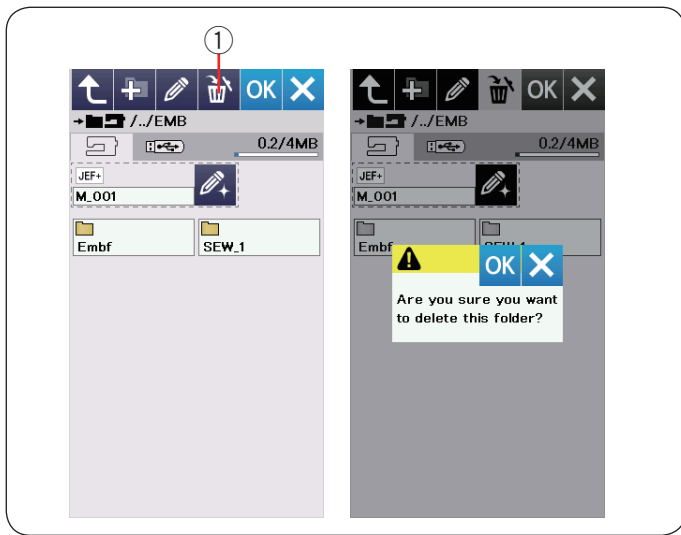 1
OK
/../EMB
0.2/4MB
JEF+
M_001
Embf
SEW_1
OK
/../EMB
0.2/4MB
JEF+
M_001
Embf
OK
Are you sure you want
to delete this folder?